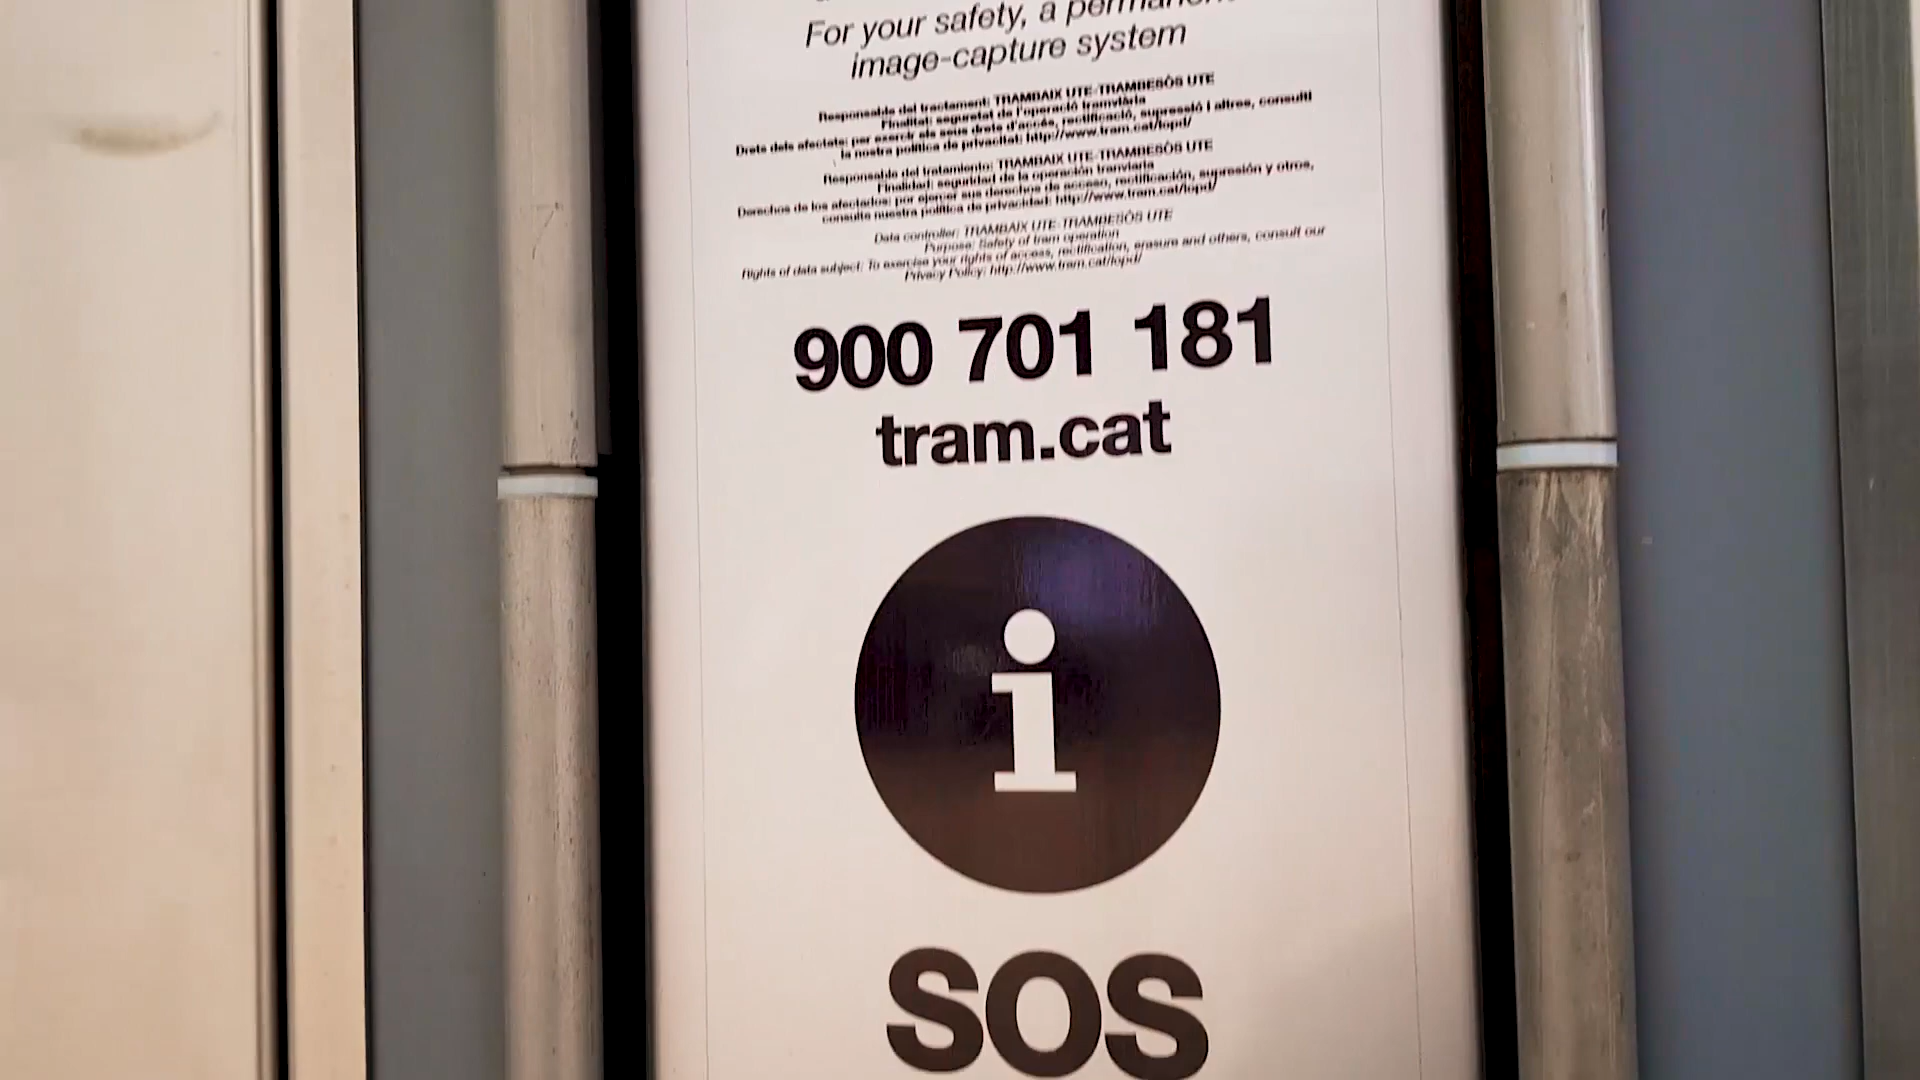 For your safety, a permanent
image-capture system
Responsable del tractament: TRAMBAIX UTE-TRAMBESÒS UTE
Finalitat: seguretat de l'operació tramviària
Drets dels afectats: per exercir els seus drets d'accés, rectificació, supressió i altres, consulti
la nostra política de privacitat: http://www.tram.cat/lopd/
Responsable del tratamiento: TRAMBAIX UTE-TRAMBESÒS UTE
Finalidad: seguridad de la operación tranviaria
Derechos de los afectados: por ejercer sus derechos de acceso, rectificación, supresión y otros,
consulte nuestra política de privacidad: http://www.tram.cat/lopd/
Data controller: TRAMBAIX UTE-TRAMBESÒS UTE
Purpose: Safety of tram operation
Rights of data subject: To exercise your rights of access, rectification, erasure and others, consult our
Privacy Policy: http://www.tram.cat/lopd/
900 701 181
tram.cat
i
SOS